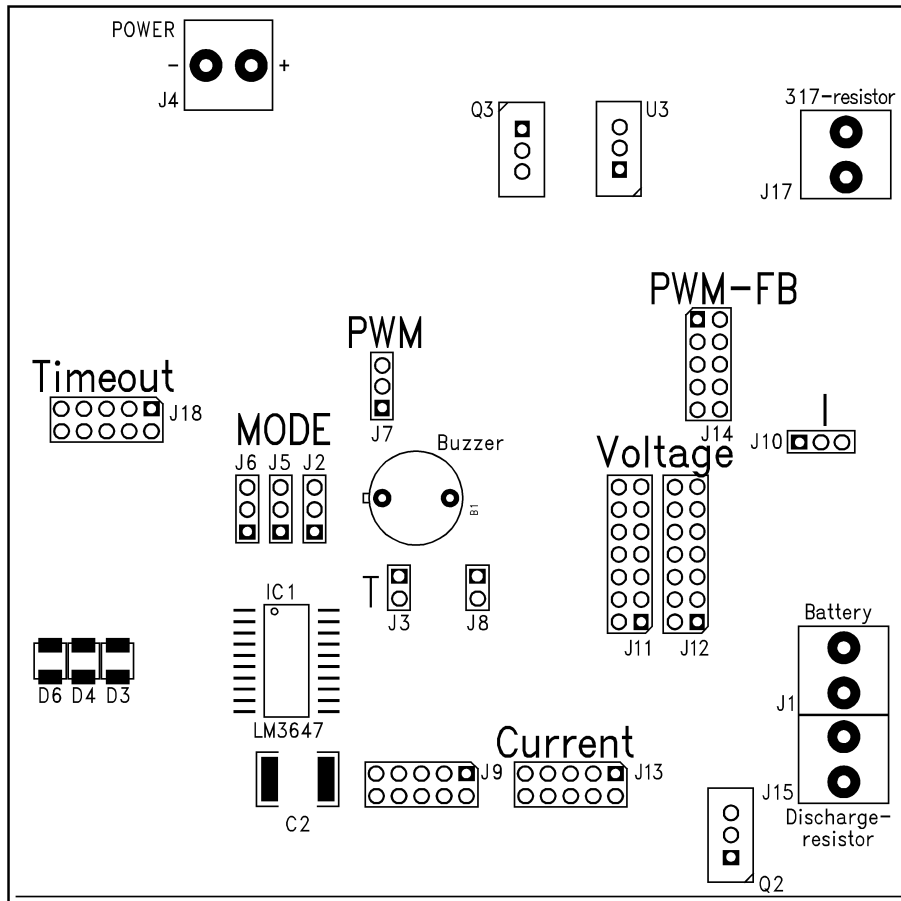 POWER
- +
J4
Q3
U3
317-resistor
J17
PWM-FB
J14
PWM
J7
Timeout
J18
MODE
J6 J5 J2
Buzzer
B1
Voltage
J11 J12
I
J10
T
J3
J8
IC1
LM3647
D6 D4 D3
Battery
J1
C2
J9
Current
J13
J15
Discharge-
resistor
Q2